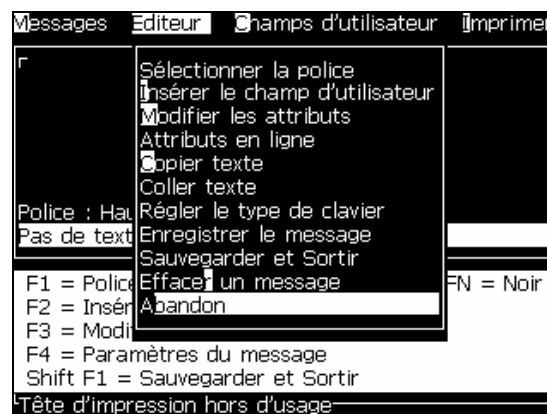 Messages Editeur Champs d'utilisateur Imprimer
Sélectionner la police
Insérer le champ d'utilisateur
Modifier les attributs
Attributs en ligne
Copier texte
Coller texte
Régler le type de clavier
Enregistrer le message
Sauvegarder et Sortir
Effacer un message
Abandon
Police : Hau
Pas de text
F1 = Police FN = Noir
F2 = Insér
F3 = Modi
F4 = Paramètres du message
Shift F1 = Sauvegarder et Sortir
Tête d'impression hors d'usage